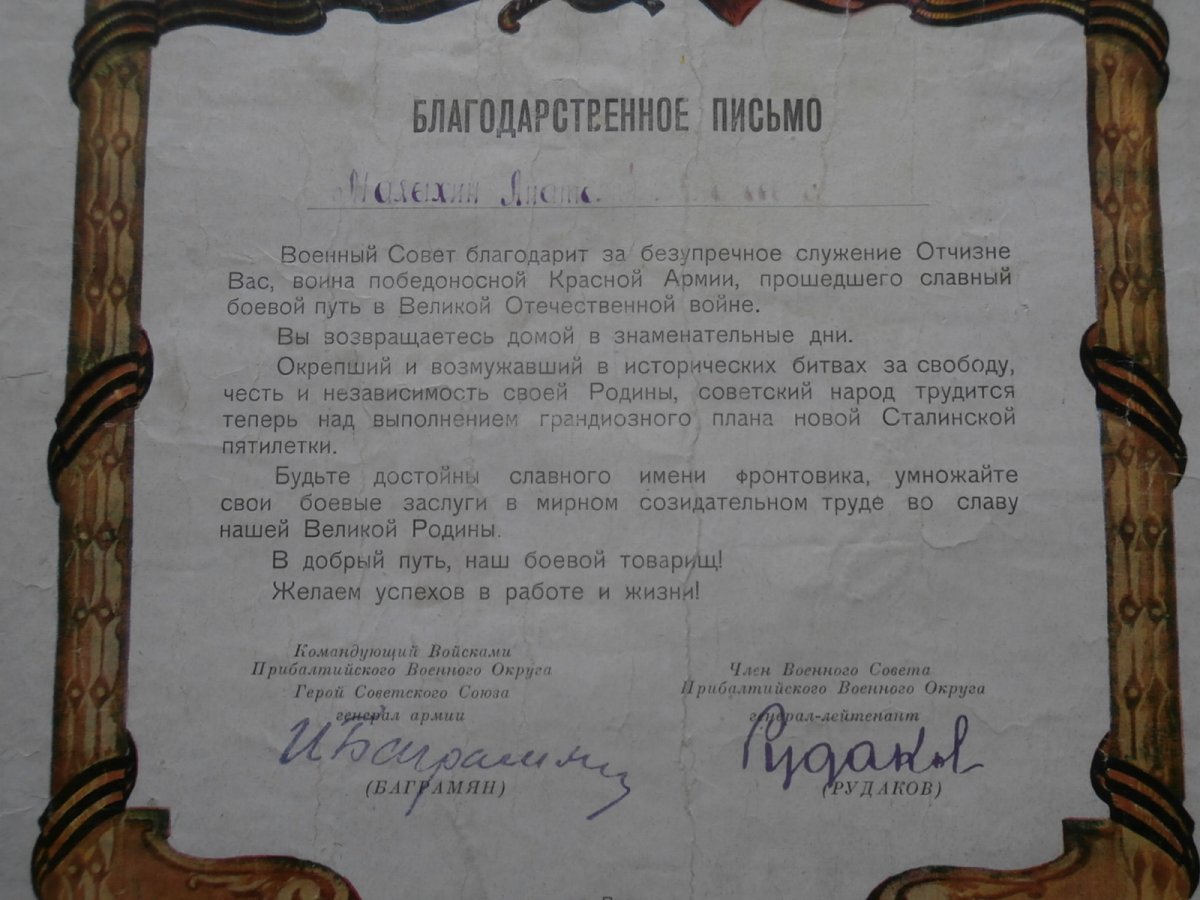 БЛАГОДАРСТВЕННОЕ ПИСЬМО
Малыхин
Военный Совет благодарит за безупречное служение Отчизне
Вас, воина победоносной Красной Армии, прошедшего славный
боевой путь в Великой Отечественной войне.
Вы возвращаетесь домой в знаменательные дни.
Окрепший и возмужавший в исторических битвах за свободу,
честь и независимость своей Родины, советский народ трудится
теперь над выполнением грандиозного плана новой Сталинской
пятилетки.
Будьте достойны славного имени фронтовика, умножайте
свои боевые заслуги в мирном созидательном труде во славу
нашей Великой Родины.
В добрый путь, наш боевой товарищ!
Желаем успехов в работе и жизни!
Командующий Войсками
Прибалтийского Военного Округа
Герой Советского Союза
генерал армии
И Баграмян
(БАГРАМЯН)
Член Военного Совета
Прибалтийского Военного Округа
генерал-лейтенант
Рудаков
(РУДАКОВ)